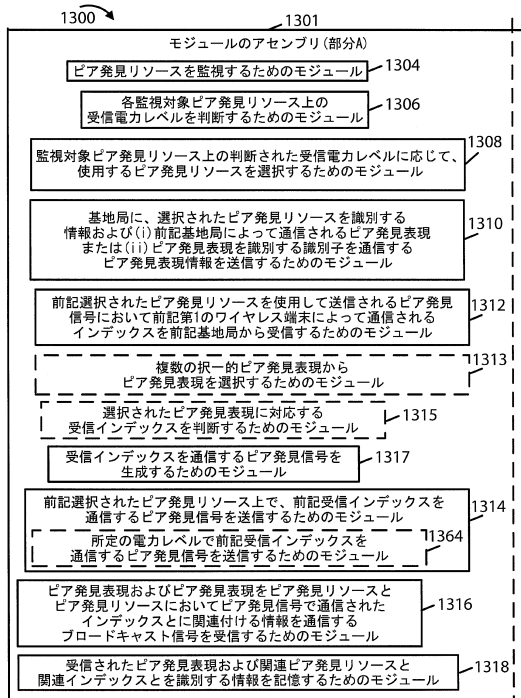 1300
1301
モジュールのアセンブリ(部分A)
ピア発見リソースを監視するためのモジュール
1304
各監視対象ピア発見リソース上の
受信電力レベルを判断するためのモジュール
1306
監視対象ピア発見リソース上の判断された受信電力レベルに応じて、
使用するピア発見リソースを選択するためのモジュール
1308
基地局に、選択されたピア発見リソースを識別する
情報および(i)前記基地局によって通信されるピア発見表現
または(ii)ピア発見表現を識別する識別子を通信する
ピア発見表現情報を送信するためのモジュール
1310
前記選択されたピア発見リソースを使用して送信されるピア発見
信号において前記第1のワイヤレス端末によって通信される
インデックスを前記基地局から受信するためのモジュール
1312
複数の択一的ピア発見表現から
ピア発見表現を選択するためのモジュール
1313
選択されたピア発見表現に対応する
受信インデックスを判断するためのモジュール
1315
受信インデックスを通信するピア発見信号を
生成するためのモジュール
1317
前記選択されたピア発見リソース上で、前記受信インデックスを
通信するピア発見信号を送信するためのモジュール
1314
所定の電力レベルで前記受信インデックスを
通信するピア発見信号を送信するためのモジュール
1364
ピア発見表現およびピア発見表現をピア発見リソースと
ピア発見リソースにおいてピア発見信号で通信された
インデックスとに関連付ける情報を通信する
ブロードキャスト信号を受信するためのモジュール
1316
受信されたピア発見表現および関連ピア発見リソースと
関連インデックスとを識別する情報を記憶するためのモジュール
1318